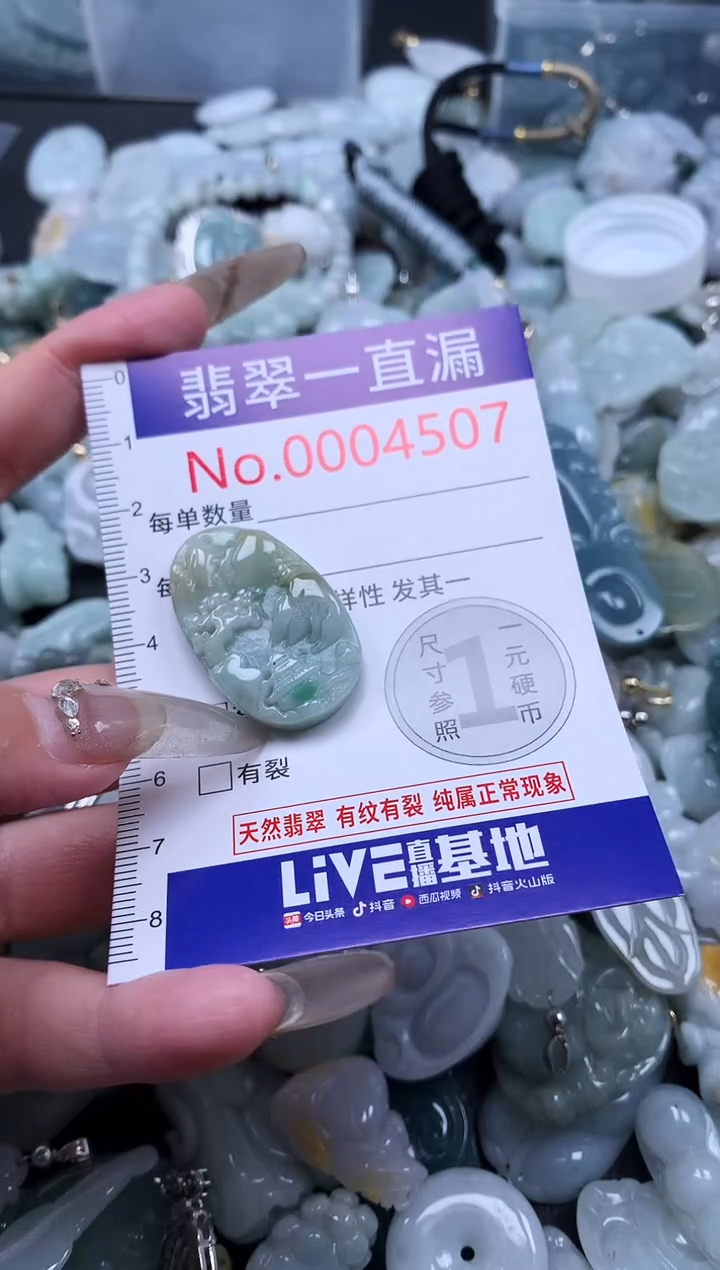 翡翠一直漏
No.0004507
每单数量
样性 发其一
尺寸参照
1
一元硬币
有裂
天然翡翠 有纹有裂 纯属正常现象
LiVE直播基地
头条 今日头条 抖音 西瓜视频 抖音火山版
0
1
2
3
4
6
7
8